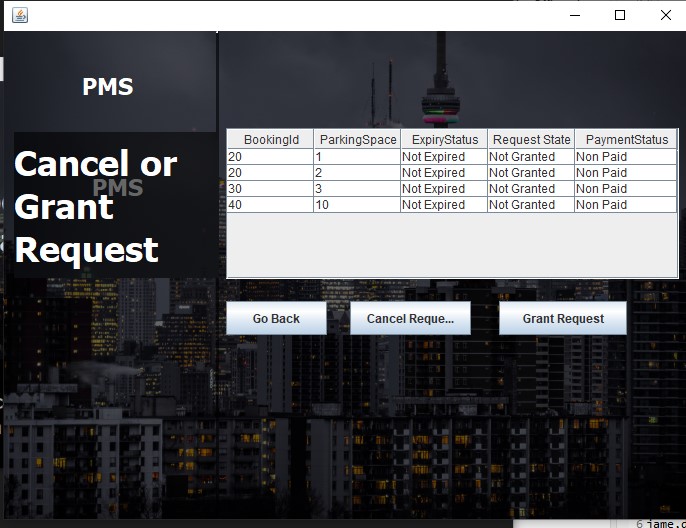 PMS
Cancel or
PMS
Grant
Request
BookingId ParkingSpace ExpiryStatus Request State PaymentStatus
20 1 Not Expired Not Granted Non Paid
20 2 Not Expired Not Granted Non Paid
30 3 Not Expired Not Granted Non Paid
40 10 Not Expired Not Granted Non Paid
Go Back Cancel Reque... Grant Request